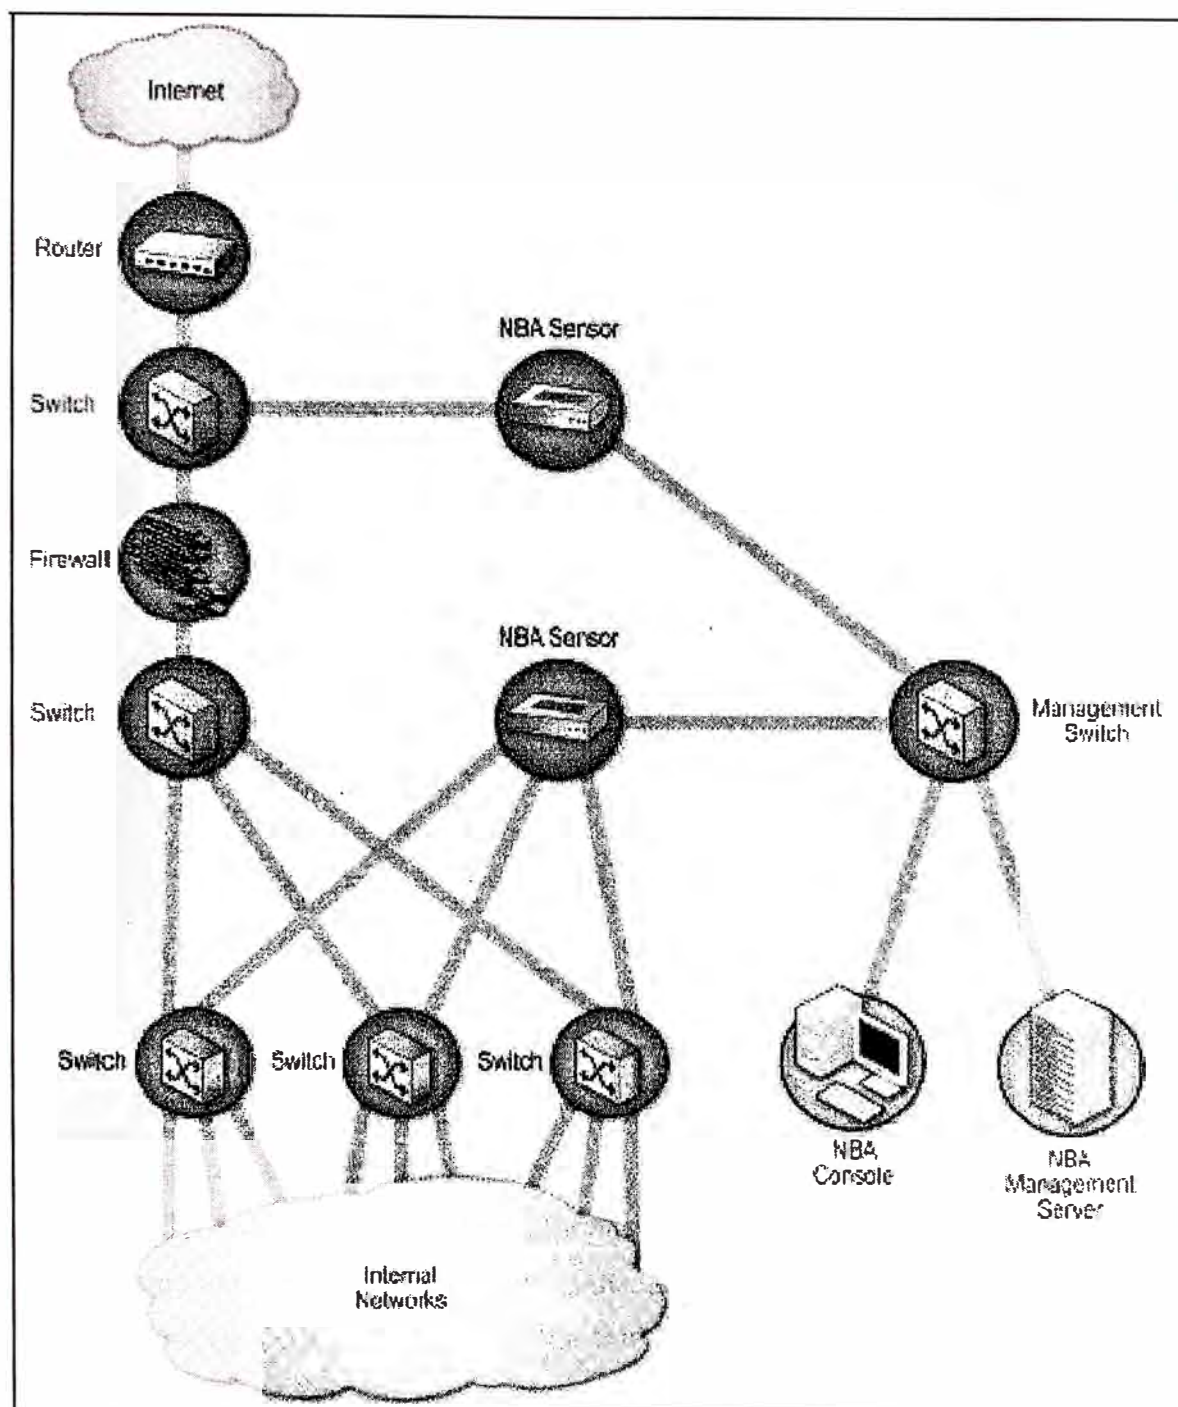 Internet
Router
NBA Sensor
Switch
Firewall
NBA Sensor
Switch
Management
Switch
Switch
Switch
Switch
NBA
Console
NBA
Management
Server
Internal
Networks